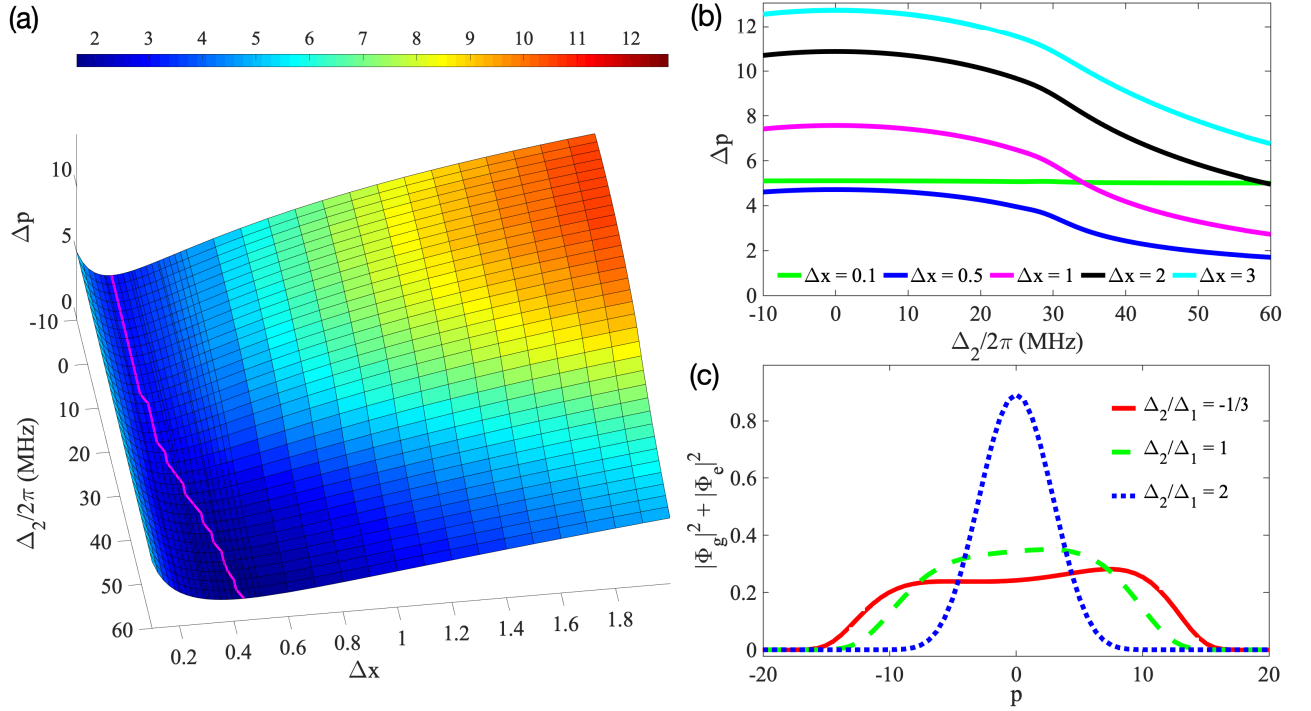 (a)
2 3 4 5 6 7 8 9 10 11 12
10
5
0
Δp
-10
0
10
20
30
40
50
60
Δ₂/2π (MHz)
0.2 0.4 0.6 0.8 1 1.2 1.4 1.6 1.8
Δx
(b)
12
10
8
6
4
2
0
Δp
Δx = 0.1 Δx = 0.5 Δx = 1 Δx = 2 Δx = 3
-10 0 10 20 30 40 50 60
Δ₂/2π (MHz)
(c)
0.8
0.6
0.4
0.2
0
|Φg|² + |Φe|²
Δ₂/Δ₁ = -1/3
Δ₂/Δ₁ = 1
Δ₂/Δ₁ = 2
-20 -10 0 10 20
p